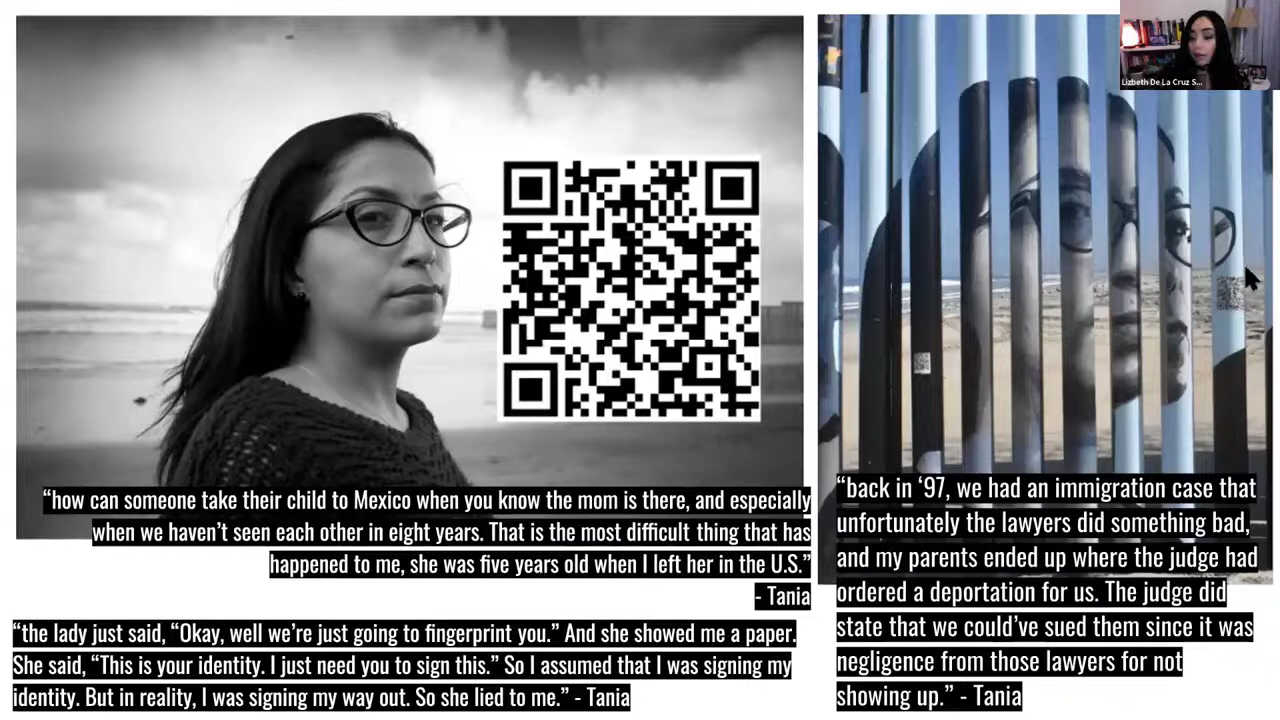 Lizbeth De La Cruz S...
“how can someone take their child to Mexico when you know the mom is there, and especially
when we haven’t seen each other in eight years. That is the most difficult thing that has
happened to me, she was five years old when I left her in the U.S.”
- Tania
“the lady just said, “Okay, well we’re just going to fingerprint you.” And she showed me a paper.
She said, “This is your identity. I just need you to sign this.” So I assumed that I was signing my
identity. But in reality, I was signing my way out. So she lied to me.” - Tania
“back in ‘97, we had an immigration case that
unfortunately the lawyers did something bad,
and my parents ended up where the judge had
ordered a deportation for us. The judge did
state that we could’ve sued them since it was
negligence from those lawyers for not
showing up.” - Tania